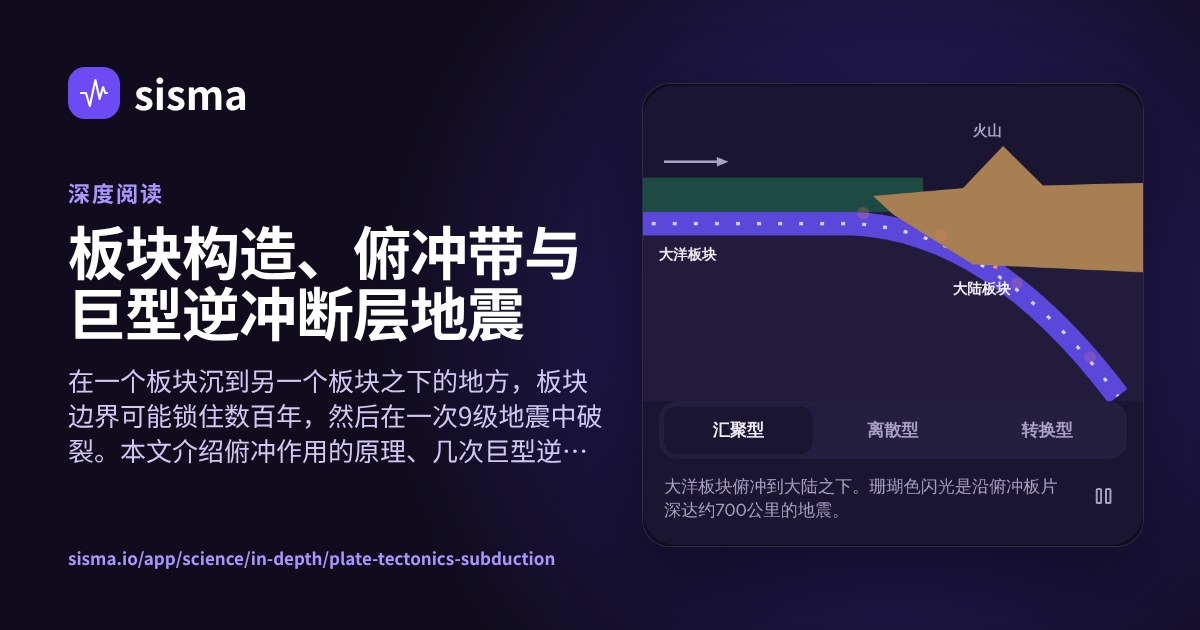 sisma
深度阅读
板块构造、俯冲带与
巨型逆冲断层地震
在一个板块沉到另一个板块之下的地方，板块
边界可能锁住数百年，然后在一次9级地震中破
裂。本文介绍俯冲作用的原理、几次巨型逆…
sisma.io/app/science/in-depth/plate-tectonics-subduction
火山
大洋板块
大陆板块
汇聚型
离散型
转换型
大洋板块俯冲到大陆之下。珊瑚色闪光是沿俯冲板片
深达约700公里的地震。